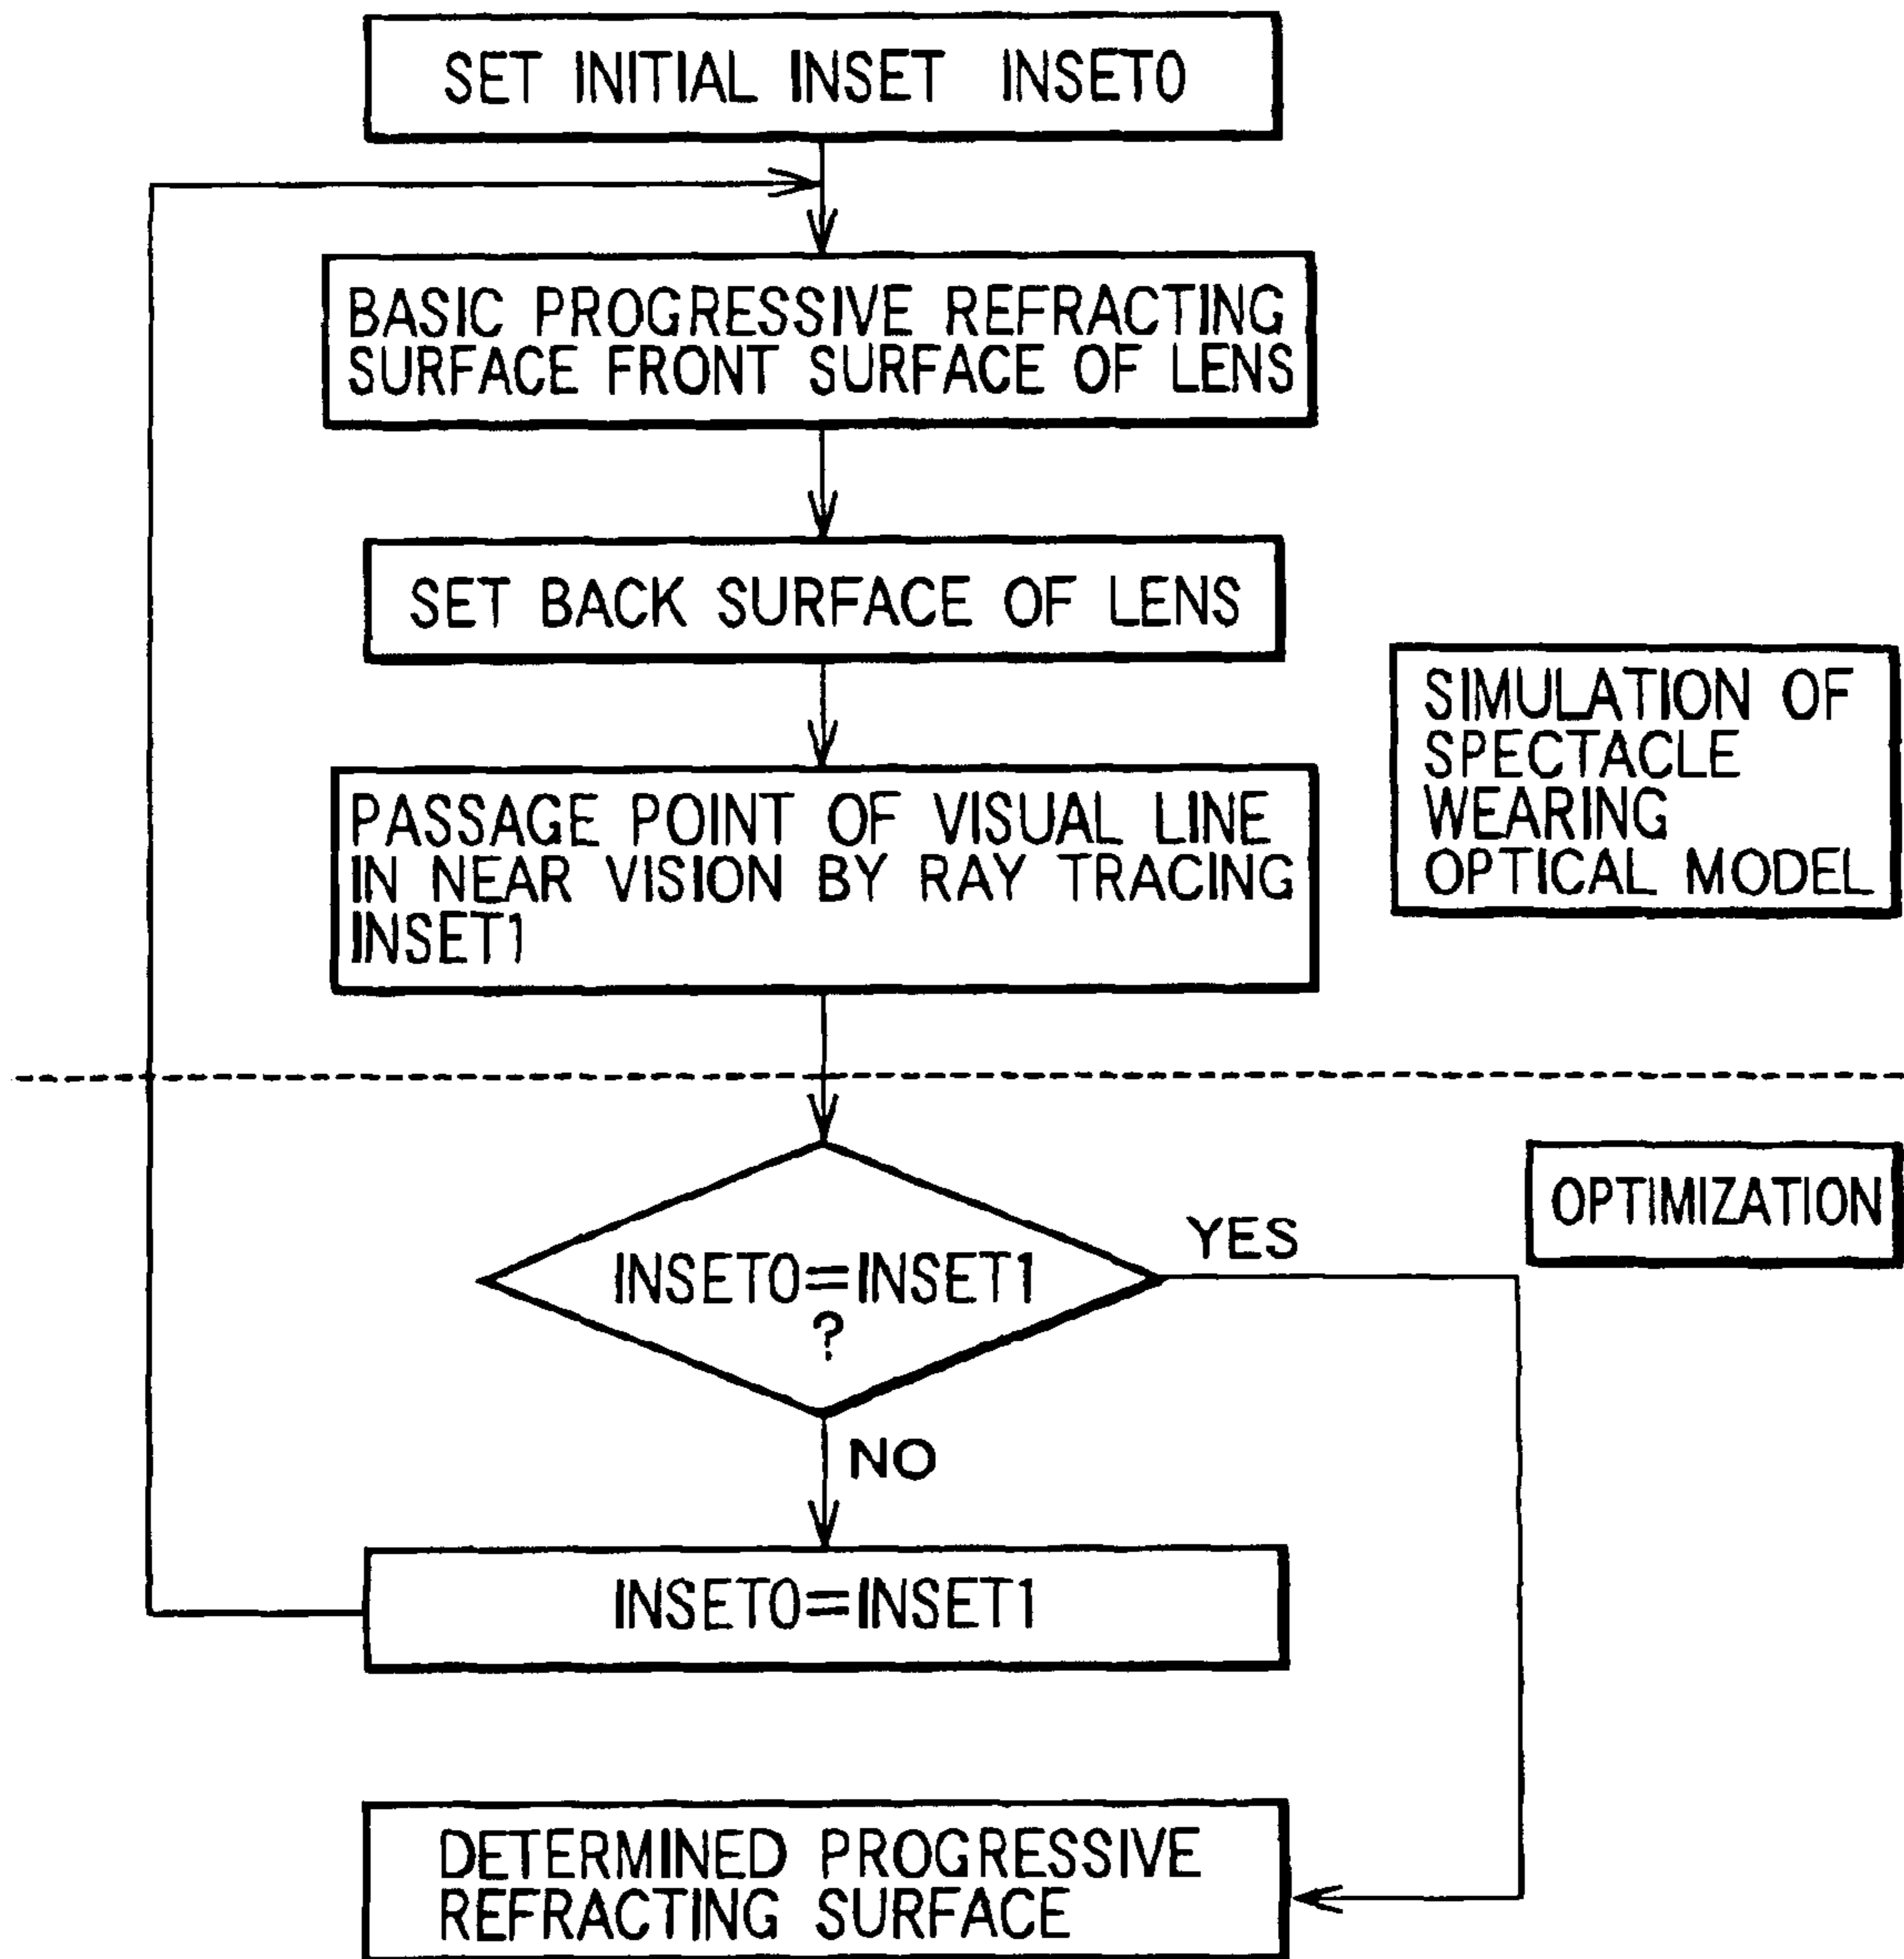 SET INITIAL INSET INSET0
BASIC PROGRESSIVE REFRACTING
SURFACE FRONT SURFACE OF LENS
SET BACK SURFACE OF LENS
SIMULATION OF
SPECTACLE
WEARING
OPTICAL MODEL
PASSAGE POINT OF VISUAL LINE
IN NEAR VISION BY RAY TRACING
INSET1
OPTIMIZATION
YES
INSET0=INSET1
?
NO
INSET0=INSET1
DETERMINED PROGRESSIVE
REFRACTING SURFACE